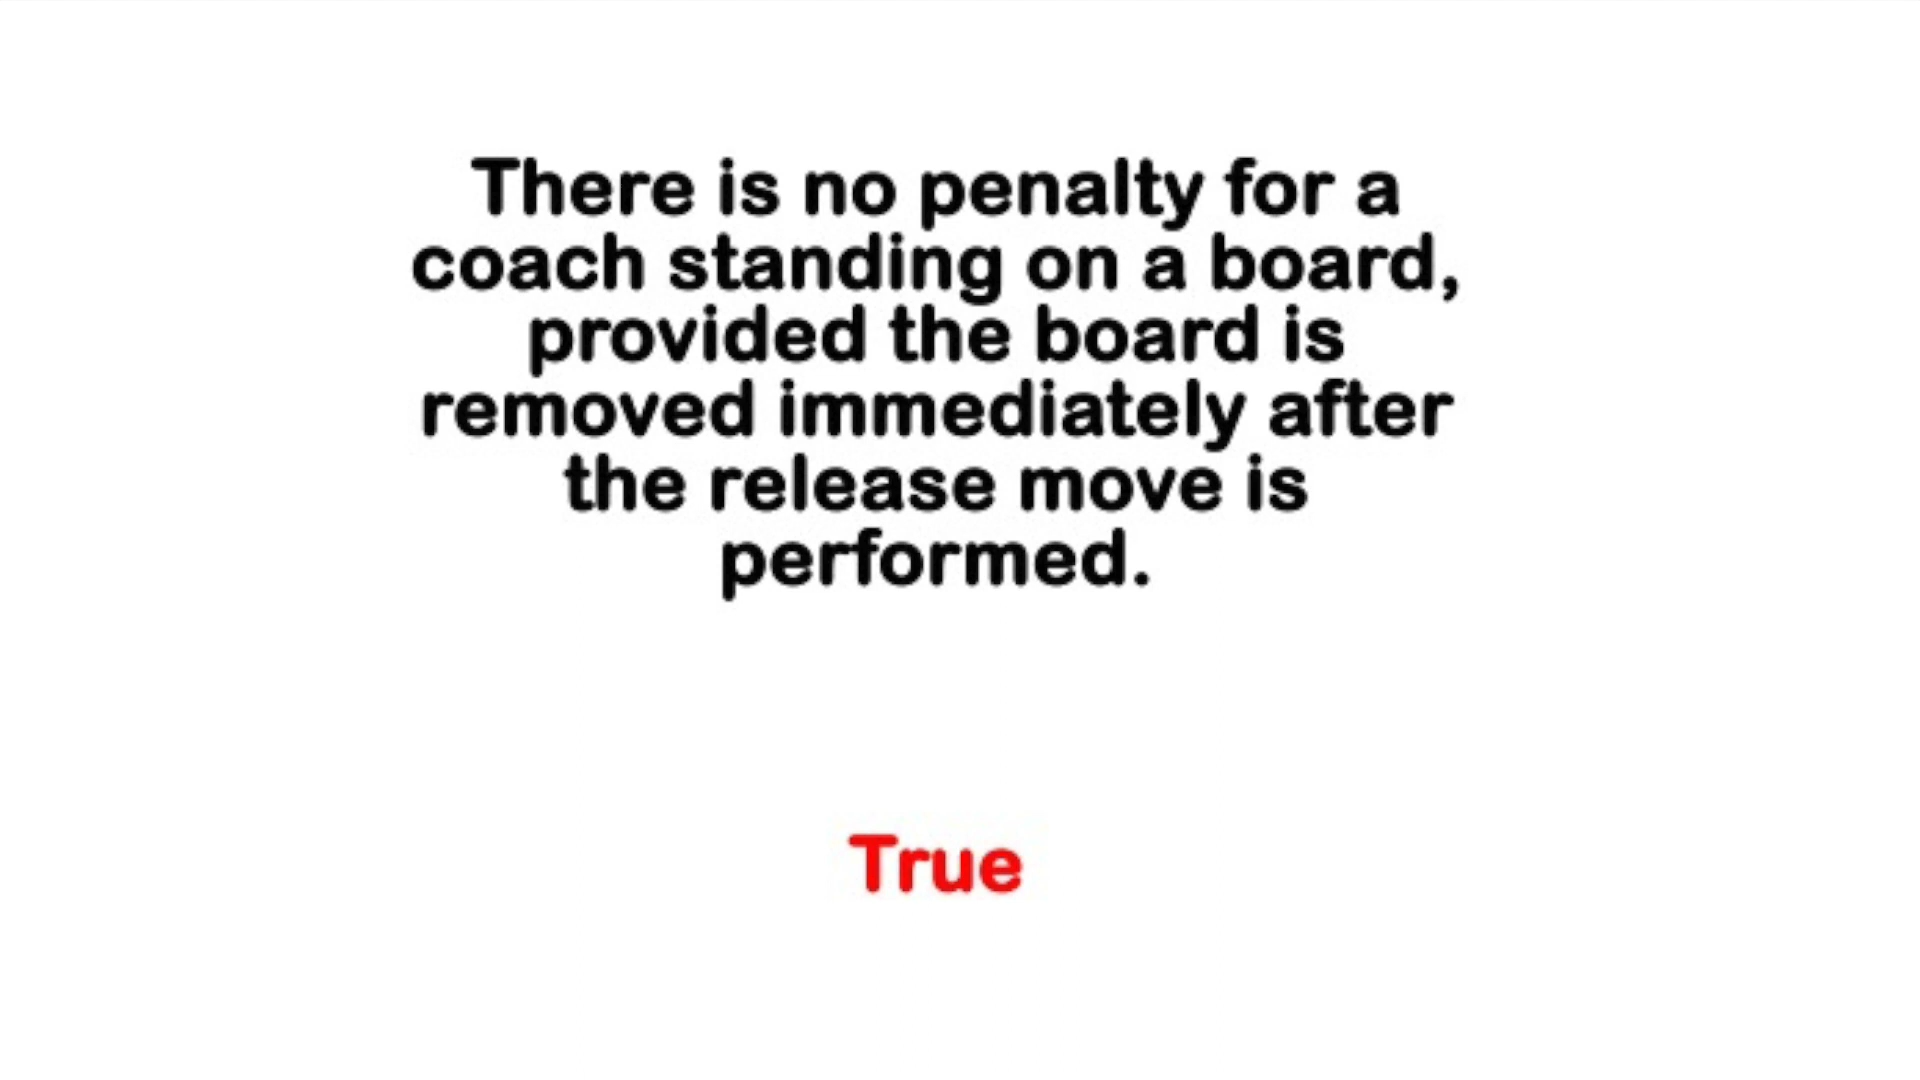 There is no penalty for a
coach standing on a board,
provided the board is
removed immediately after
the release move is
performed.
True